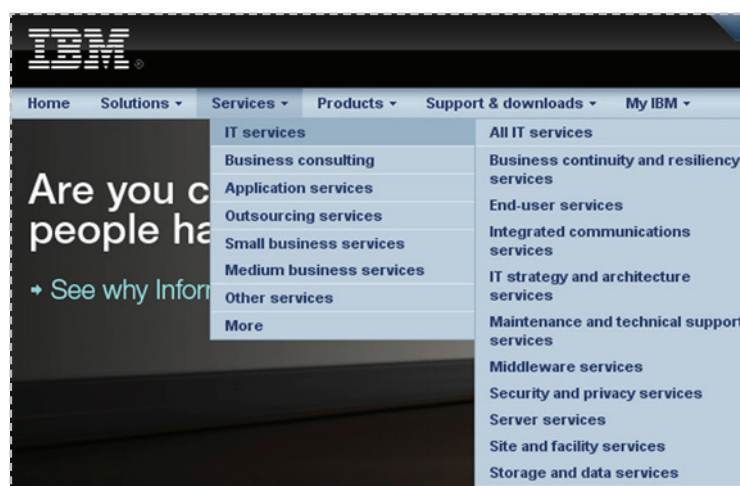 IBM®
Home Solutions Services Products Support & downloads My IBM
IT services
Business consulting
Application services
Outsourcing services
Small business services
Medium business services
Other services
More
All IT services
Business continuity and resiliency
services
End-user services
Integrated communications
services
IT strategy and architecture
services
Maintenance and technical support
services
Middleware services
Security and privacy services
Server services
Site and facility services
Storage and data services
Are you c
people ha
See why Infor